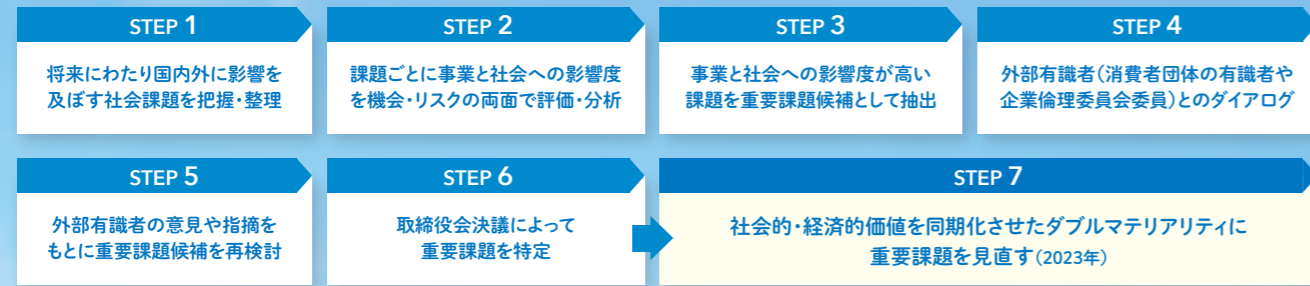 STEP 1
将来にわたり国内外に影響を
及ぼす社会課題を把握・整理
STEP 2
課題ごとに事業と社会への影響度
を機会・リスクの両面で評価・分析
STEP 3
事業と社会への影響度が高い
課題を重要課題候補として抽出
STEP 4
外部有識者(消費者団体の有識者や
企業倫理委員会委員)とのダイアログ
STEP 5
外部有識者の意見や指摘を
もとに重要課題候補を再検討
STEP 6
取締役会決議によって
重要課題を特定
STEP 7
社会的・経済的価値を同期化させたダブルマテリアリティに
重要課題を見直す(2023年)